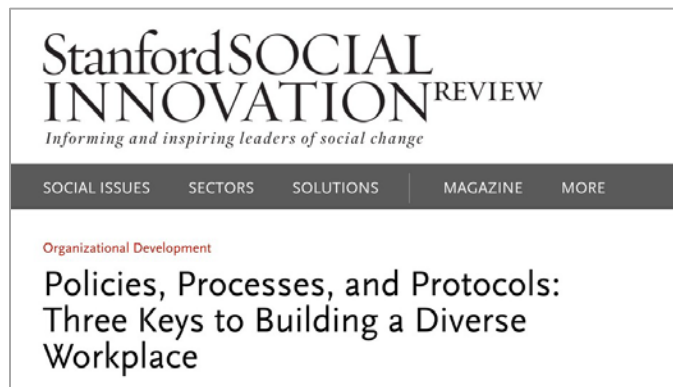 Stanford SOCIAL
INNOVATION REVIEW
Informing and inspiring leaders of social change
SOCIAL ISSUES SECTORS SOLUTIONS MAGAZINE MORE
Organizational Development
Policies, Processes, and Protocols:
Three Keys to Building a Diverse
Workplace